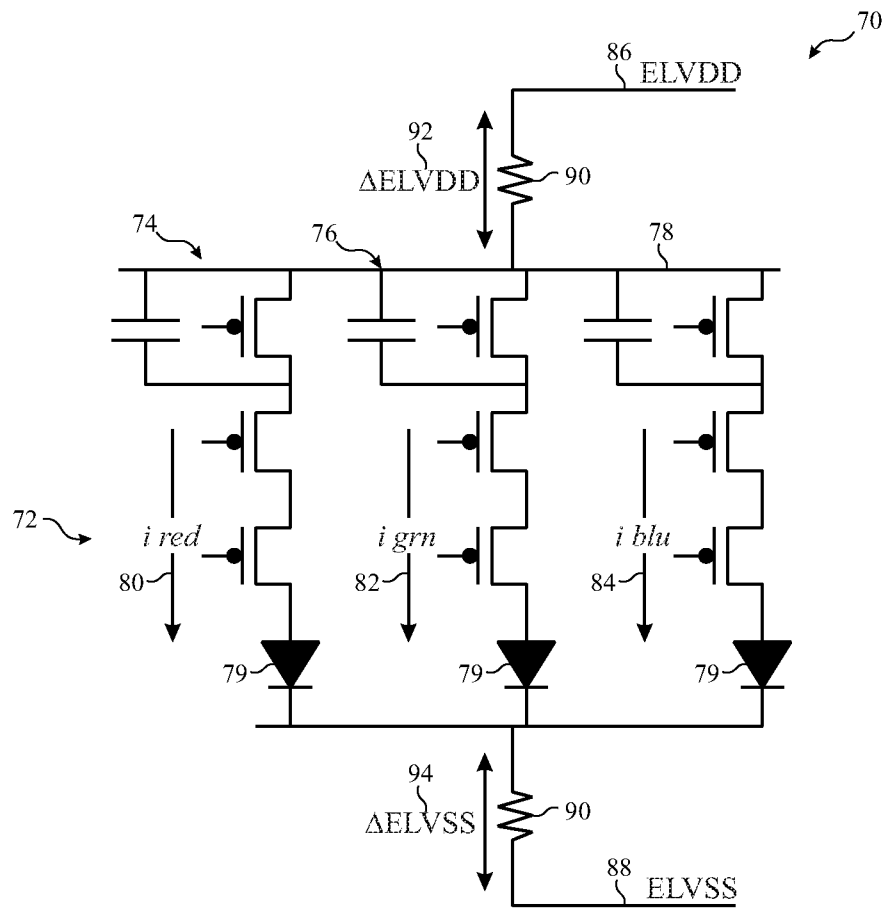 70
86
ELVDD
92
ΔELVDD
90
74
76
78
72
i red
i grn
i blu
80
82
84
79
79
79
94
ΔELVSS
90
88
ELVSS